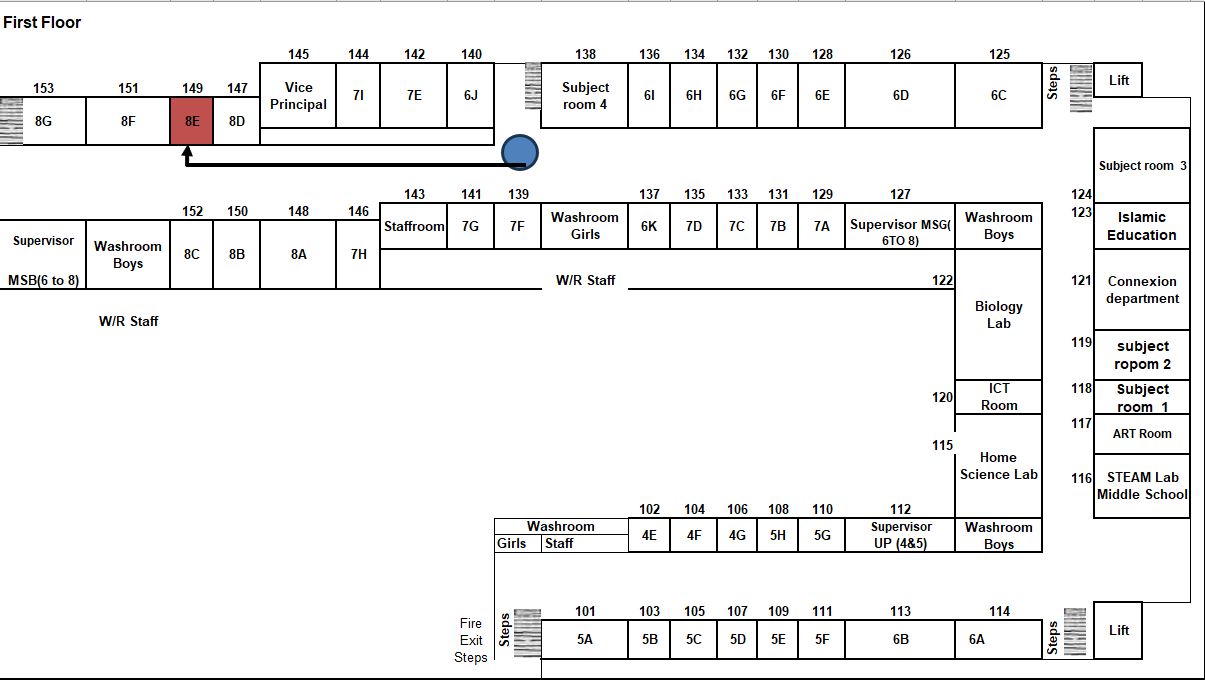 First Floor
145 144 142 140 138 136 134 132 130 128 126 125
153 151 149 147
Vice
Principal
7I 7E 6J
Subject
room 4
6I 6H 6G 6F 6E 6D 6C
Steps
Lift
8G 8F 8E 8D
Subject room 3
124
143 141 139 137 135 133 131 129 127
152 150 148 146
123
Staffroom 7G 7F
Washroom
Girls
6K 7D 7C 7B 7A
Supervisor MSG(
6TO 8)
Washroom
Boys
Islamic
Education
Supervisor
MSB(6 to 8)
Washroom
Boys
8C 8B 8A 7H
W/R Staff
122
121
Connexion
department
Biology
Lab
W/R Staff
119
subject
ropom 2
120
ICT
Room
118
Subject
room 1
117
ART Room
115
Home
Science Lab
116
STEAM Lab
Middle School
102 104 106 108 110 112
Washroom
Girls Staff
4E 4F 4G 5H 5G
Supervisor
UP (4&5)
Washroom
Boys
101 103 105 107 109 111 113 114
Fire
Exit
Steps
Steps
5A 5B 5C 5D 5E 5F 6B 6A
Steps
Lift